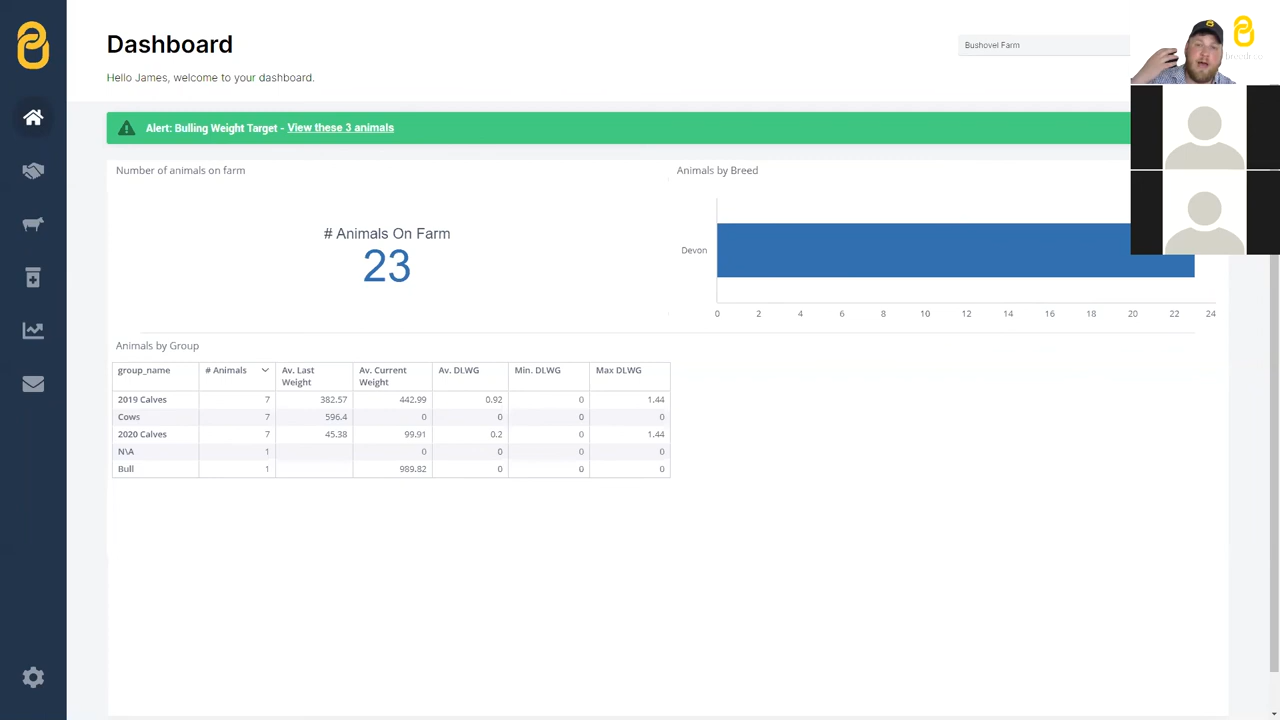 Dashboard
Bushovel Farm
Hello James, welcome to your dashboard.
Alert: Bulling Weight Target - View these 3 animals
Number of animals on farm
# Animals On Farm
23
Animals by Breed
Devon
0 2 4 6 8 10 12 14 16 18 20 22 24
Animals by Group
group_name # Animals Av. Last Weight Av. Current Weight Av. DLWG Min. DLWG Max DLWG
2019 Calves 7 382.57 442.99 0.92 0 1.44
Cows 7 596.4 0 0 0 0
2020 Calves 7 45.38 99.91 0.2 0 1.44
N\A 1 0 0 0 0
Bull 1 989.82 0 0 0